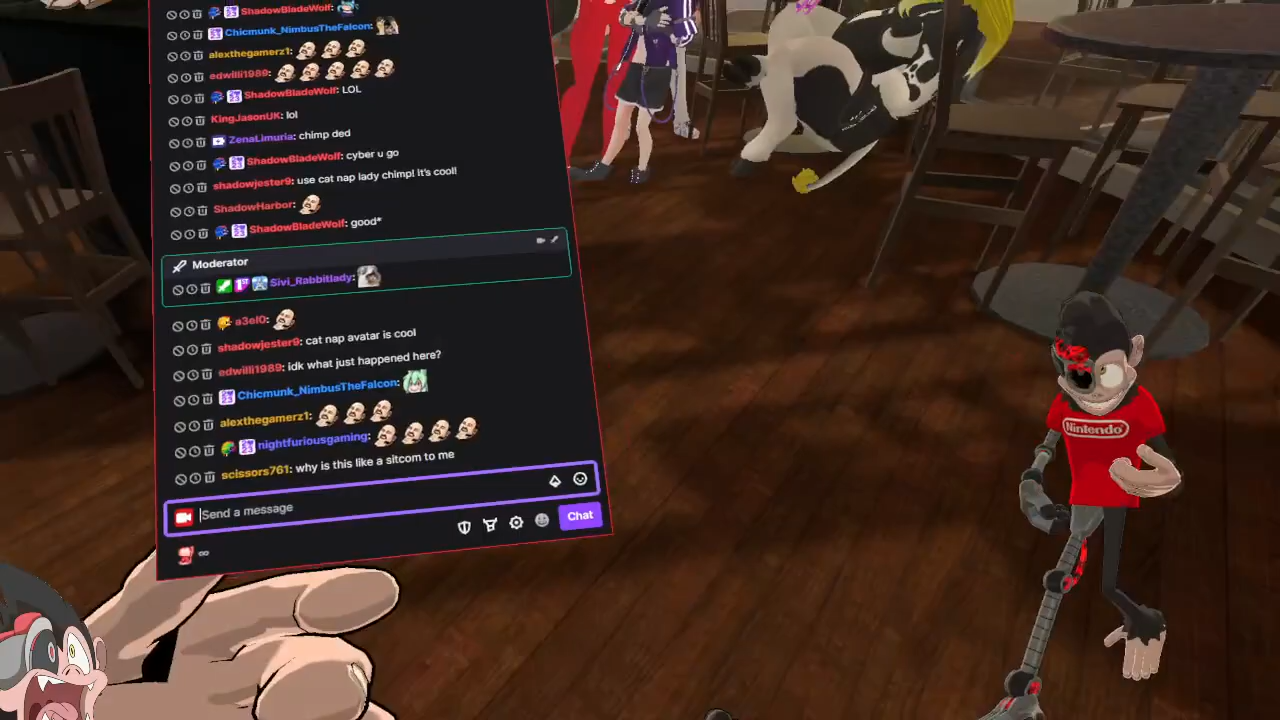 ShadowBladeWolf:
Chicmunk_NimbusTheFalcon:
alexthegamerz1:
edwilli1989:
ShadowBladeWolf: LOL
KingJasonUK: lol
ZenaLimuria: chimp ded
ShadowBladeWolf: cyber u go
shadowjester9: use cat nap lady chimp! it's cool!
ShadowHarbor:
ShadowBladeWolf: good*
Moderator
Sivi_Rabbitlady:
a3el0:
shadowjester9: cat nap avatar is cool
edwilli1989: idk what just happened here?
Chicmunk_NimbusTheFalcon:
alexthegamerz1:
nightfuriousgaming:
scissors761: why is this like a sitcom to me
Send a message
Chat
Nintendo